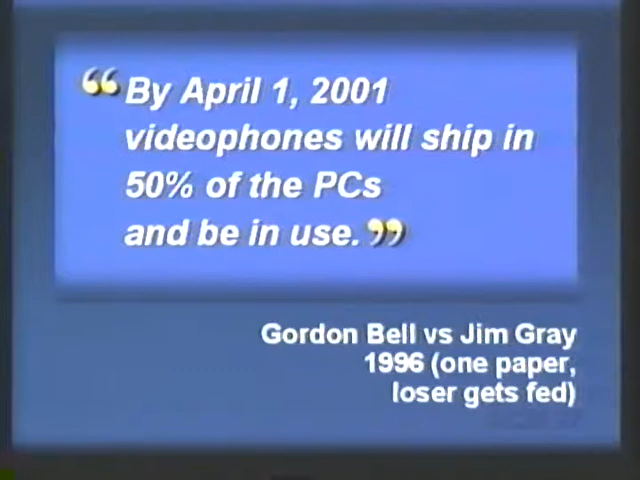 “By April 1, 2001
videophones will ship in
50% of the PCs
and be in use.”
Gordon Bell vs Jim Gray
1996 (one paper,
loser gets fed)